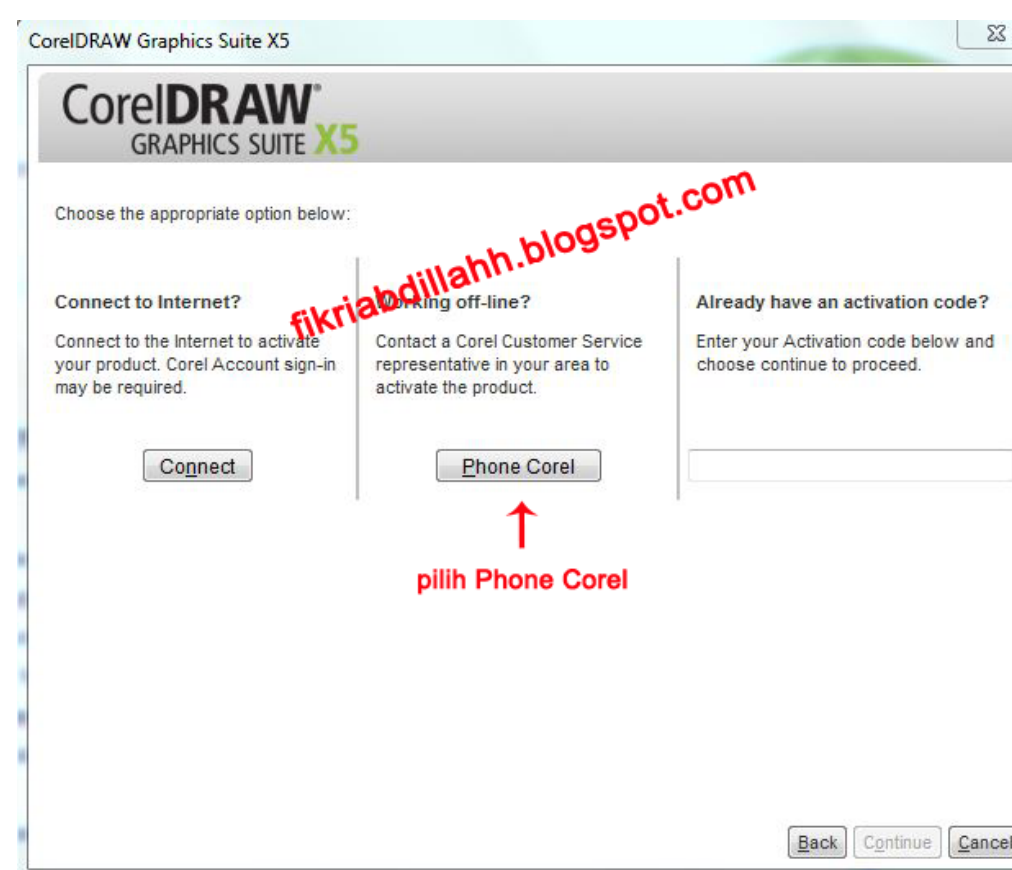 CorelDRAW Graphics Suite X5
CorelDRAW
GRAPHICS SUITE X5
Choose the appropriate option below:
fikriabdillahh.blogspot.com
Connect to Internet?
Connect to the Internet to activate
your product. Corel Account sign-in
may be required.
Connect
Working off-line?
Contact a Corel Customer Service
representative in your area to
activate the product.
Phone Corel
pilih Phone Corel
Already have an activation code?
Enter your Activation code below and
choose continue to proceed.
Back
Continue
Cancel